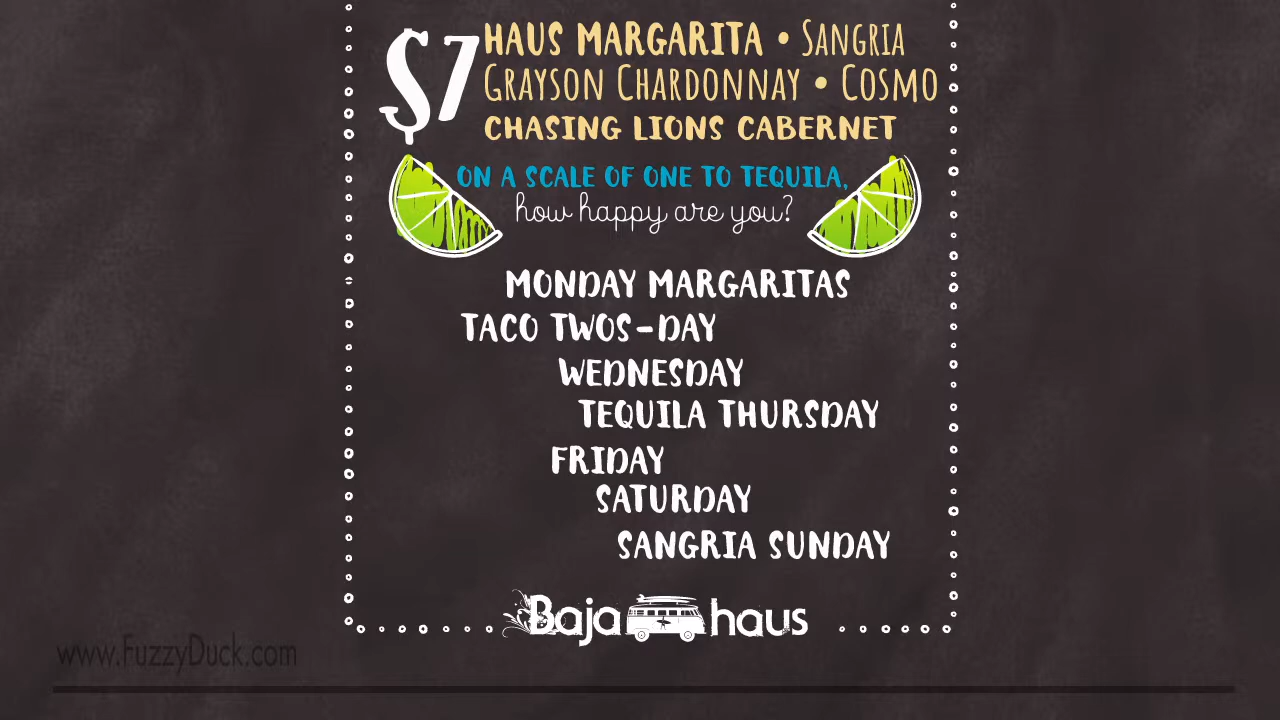 $7 HAUS MARGARITA • SANGRIA
GRAYSON CHARDONNAY • COSMO
CHASING LIONS CABERNET
ON A SCALE OF ONE TO TEQUILA,
how happy are you?
MONDAY MARGARITAS
TACO TWOS-DAY
WEDNESDAY
TEQUILA THURSDAY
FRIDAY
SATURDAY
SANGRIA SUNDAY
Baja haus
www.FuzzyDuck.com